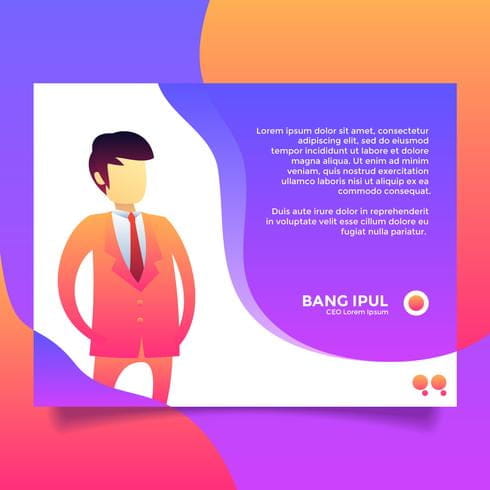 Lorem ipsum dolor sit amet, consectetur
adipiscing elit, sed do eiusmod tempor
incididunt ut labore et dolore magna aliqua.
Ut enim ad minim veniam, quis nostrud
exercitation ullamco laboris nisi ut aliquip
ex ea commodo consequat.
Duis aute irure dolor in reprehenderit in
voluptate velit esse cillum dolore eu fugiat
nulla pariatur.
BANG IPUL
CEO Lorem Ipsum